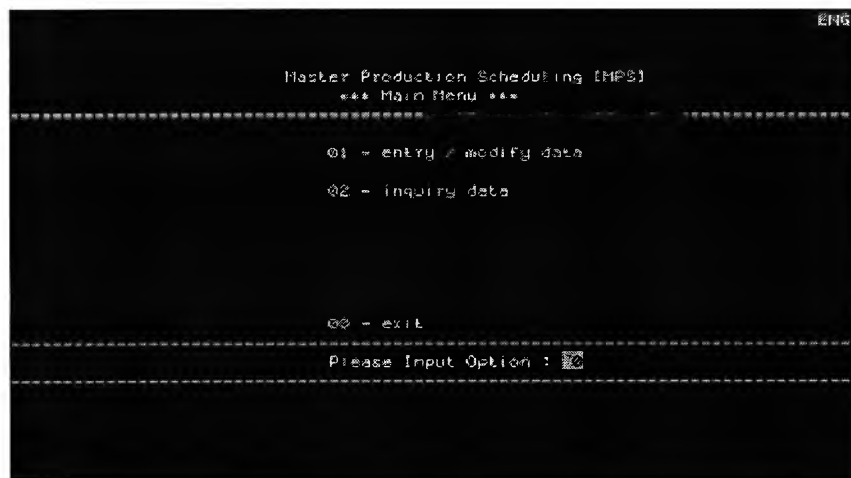 ENG
Master Production Scheduling [MPS]
*** Main Menu ***
01 - entry / modify data
02 - inquiry data
00 - exit
Please Input Option :